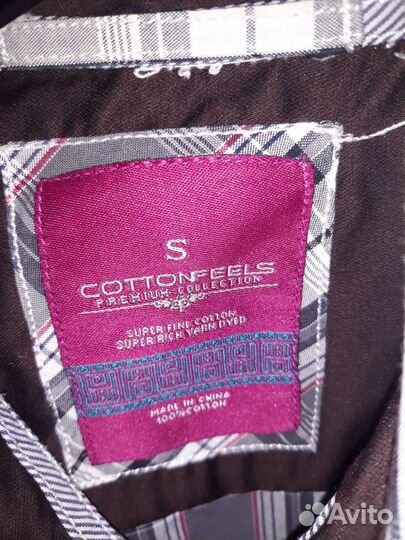 S
COTTONFEELS
PREMIUM COLLECTION
SUPER FINE COTTON
SUPER RICH YARN DYED
MADE IN CHINA
100% COTTON
Avito